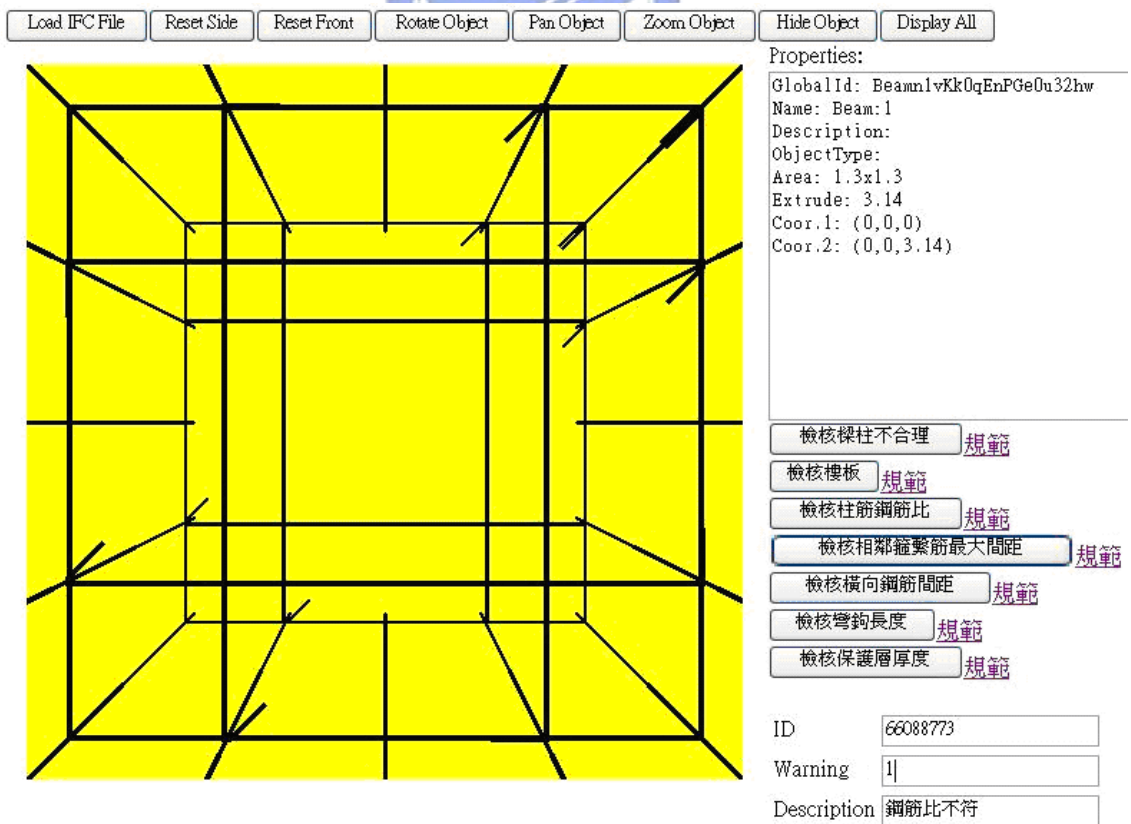 Load IFC File Reset Side Reset Front Rotate Object Pan Object Zoom Object Hide Object Display All
Properties:
GlobalId: Beamn1vKk0qEnPGe0u32hw
Name: Beam:1
Description:
ObjectType:
Area: 1.3x1.3
Extrude: 3.14
Coor.1: (0,0,0)
Coor.2: (0,0,3.14)
檢核樑柱不合理 規範
檢核樓板 規範
檢核柱筋鋼筋比 規範
檢核相鄰箍繫筋最大間距 規範
檢核橫向鋼筋間距 規範
檢核彎鉤長度 規範
檢核保護層厚度 規範
ID 66088773
Warning 1
Description 鋼筋比不符